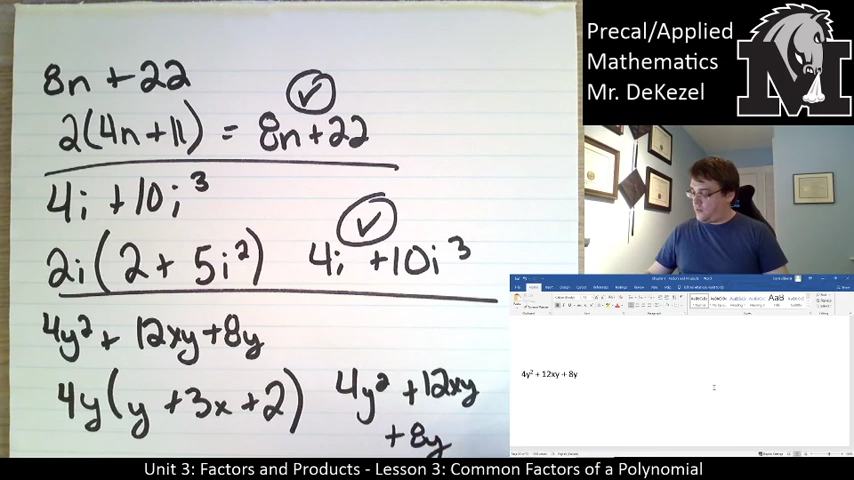 8n + 22
2(4n+11) = 8n+22
4i + 10i³
2i(2 + 5i²) 4i + 10i³
4y² + 12xy + 8y
4y(y + 3x + 2) 4y² + 12xy
+ 8y
Precal/Applied
Mathematics
Mr. DeKezel
M
4y² + 12xy + 8y
Unit 3: Factors and Products - Lesson 3: Common Factors of a Polynomial